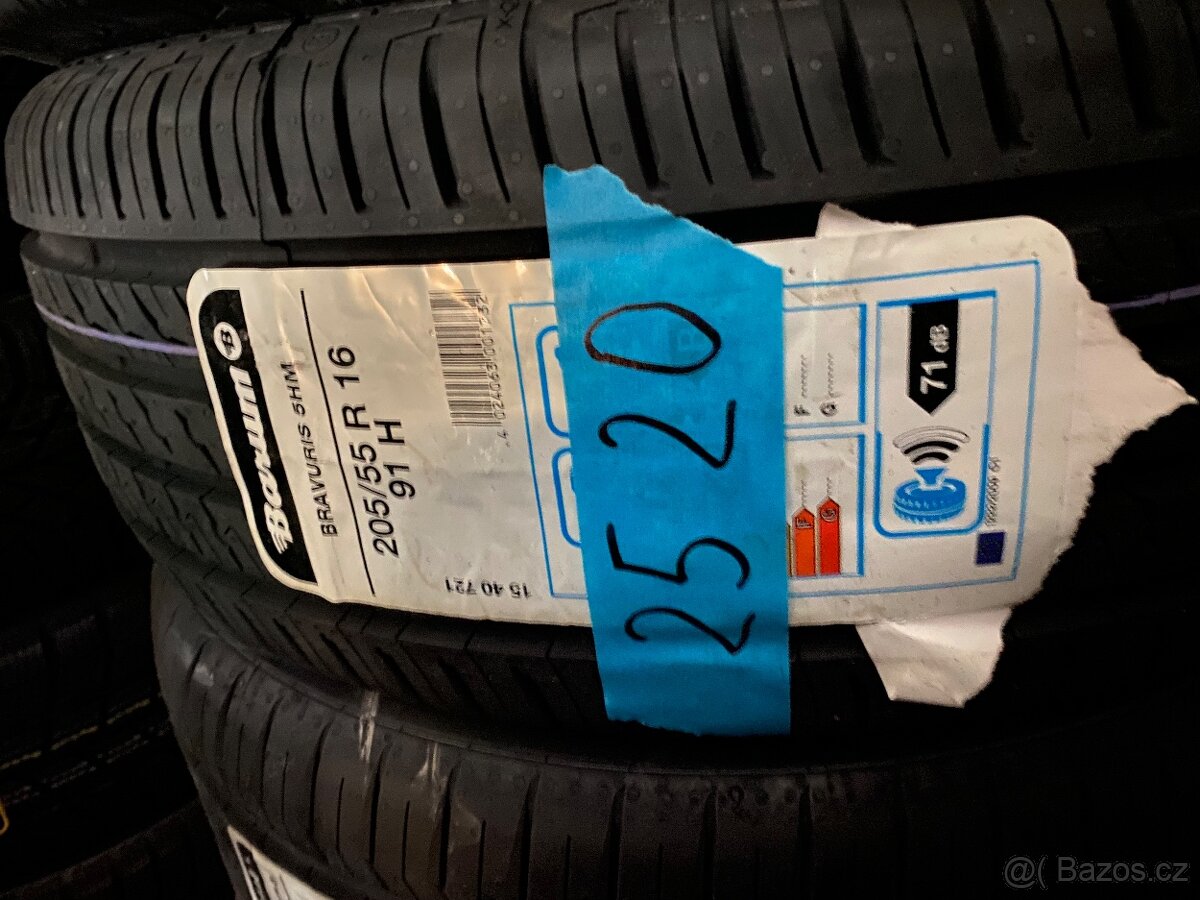 Barum
B
BRAVURIS 5HM
205/55 R 16
91 H
15 40 721
2520
F
G
F
G
71 dB
@( Bazos.cz